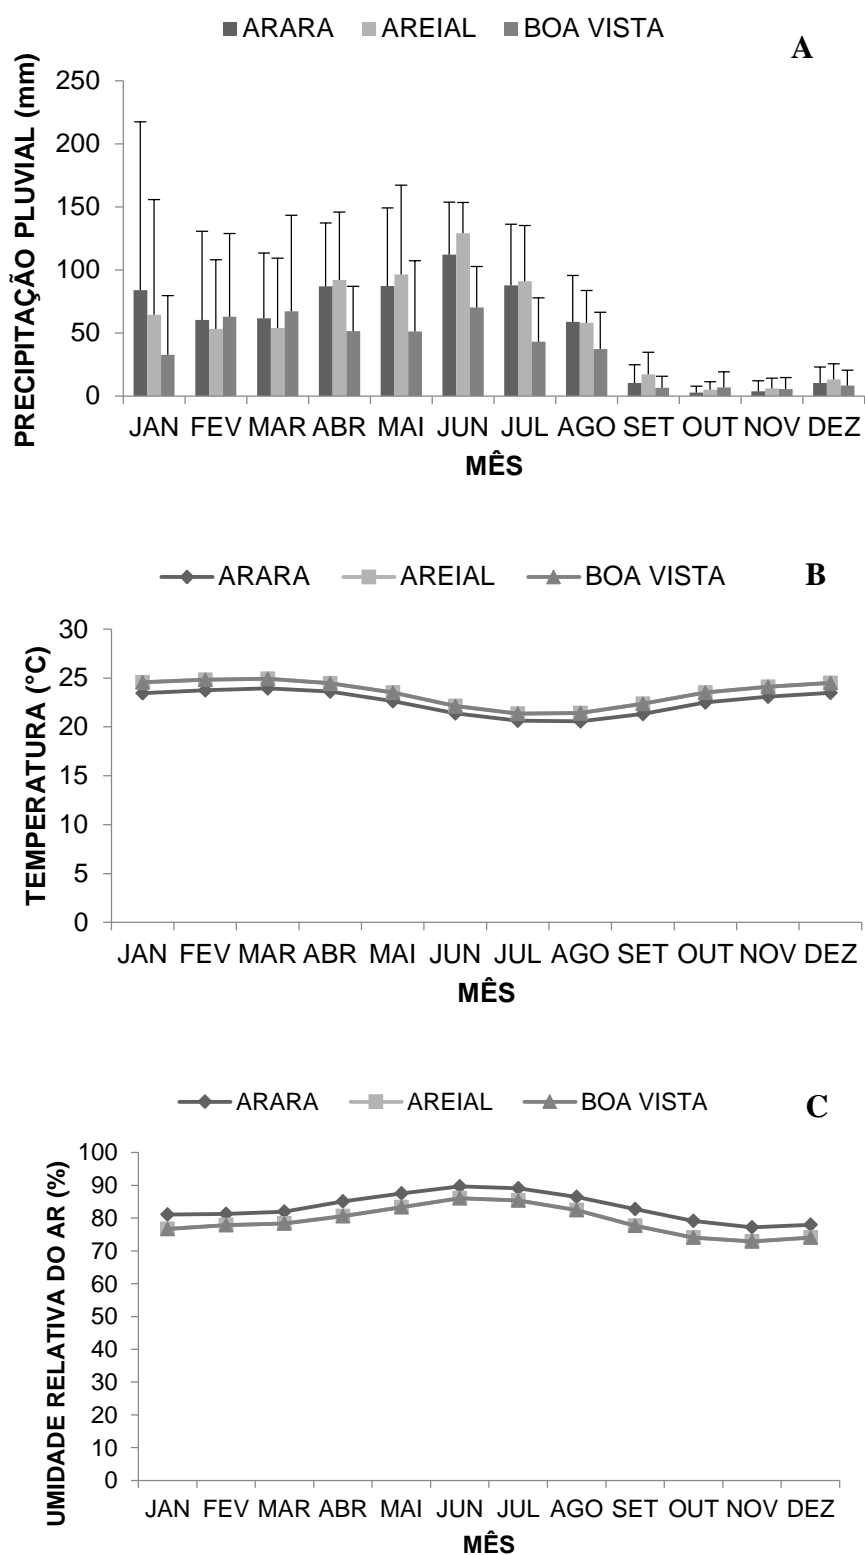 ARARA AREIAL BOA VISTA
A
PRECIPITAÇÃO PLUVIAL (mm)
250
200
150
100
50
0
JAN FEV MAR ABR MAI JUN JUL AGO SET OUT NOV DEZ
MÊS
ARARA AREIAL BOA VISTA
B
TEMPERATURA (°C)
30
25
20
15
10
5
0
JAN FEV MAR ABR MAI JUN JUL AGO SET OUT NOV DEZ
MÊS
ARARA AREIAL BOA VISTA
C
UMIDADE RELATIVA DO AR (%)
100
90
80
70
60
50
40
30
20
10
0
JAN FEV MAR ABR MAI JUN JUL AGO SET OUT NOV DEZ
MÊS